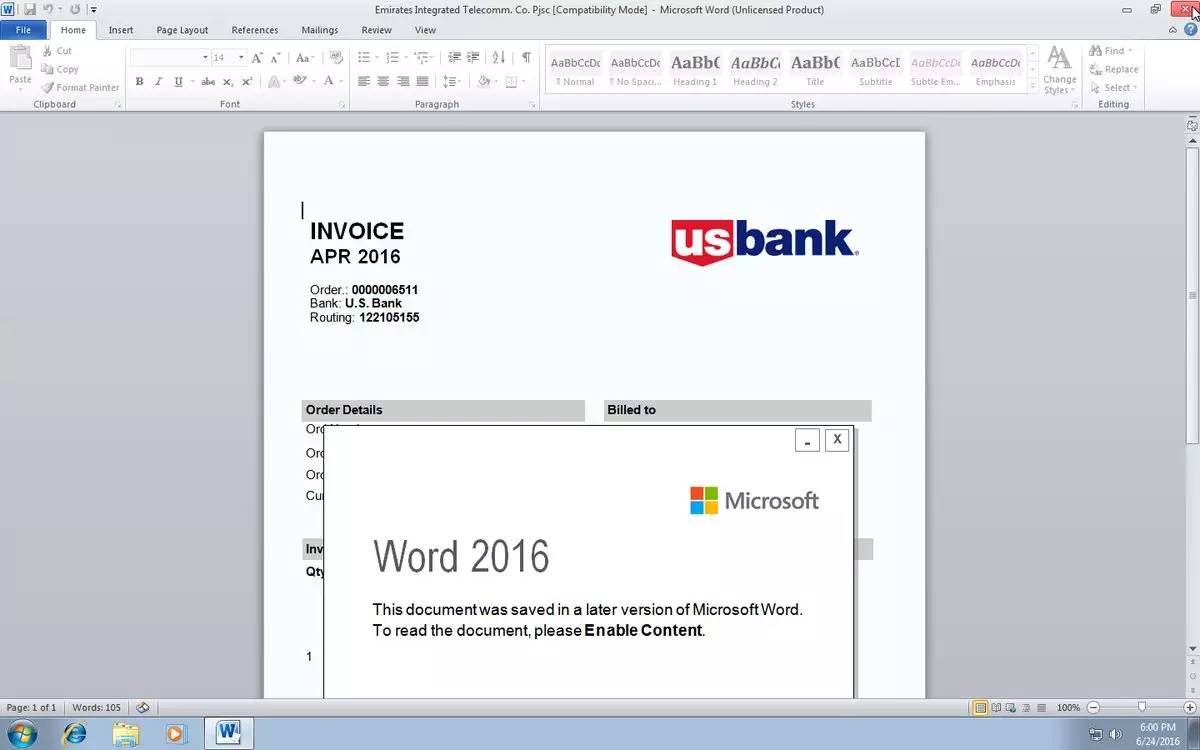 Emirates Integrated Telecomm. Co. Pjsc [Compatibility Mode] - Microsoft Word (Unlicensed Product)
File Home Insert Page Layout References Mailings Review View
Paste
Cut
Copy
Format Painter
14
Aa
B I U abc x₂ x²
AaBbCcDc AaBbCcDc AaBbC AaBbCc AaBbC AaBbCcI AaBbCcDc AaBbCcDc
¶ Normal ¶ No Spaci... Heading 1 Heading 2 Title Subtitle Subtle Em... Emphasis
Change
Styles
Find
Replace
Select
Clipboard Font Paragraph Styles Editing
INVOICE
APR 2016
usbank
Order.: 0000006511
Bank: U.S. Bank
Routing: 122105155
Order Details Billed to
Ord
Ord
Ord
Cu
Inv
Qty
1
- X
Microsoft
Word 2016
This document was saved in a later version of Microsoft Word.
To read the document, please Enable Content.
Page: 1 of 1 Words: 105 100%
6:00 PM
6/24/2016